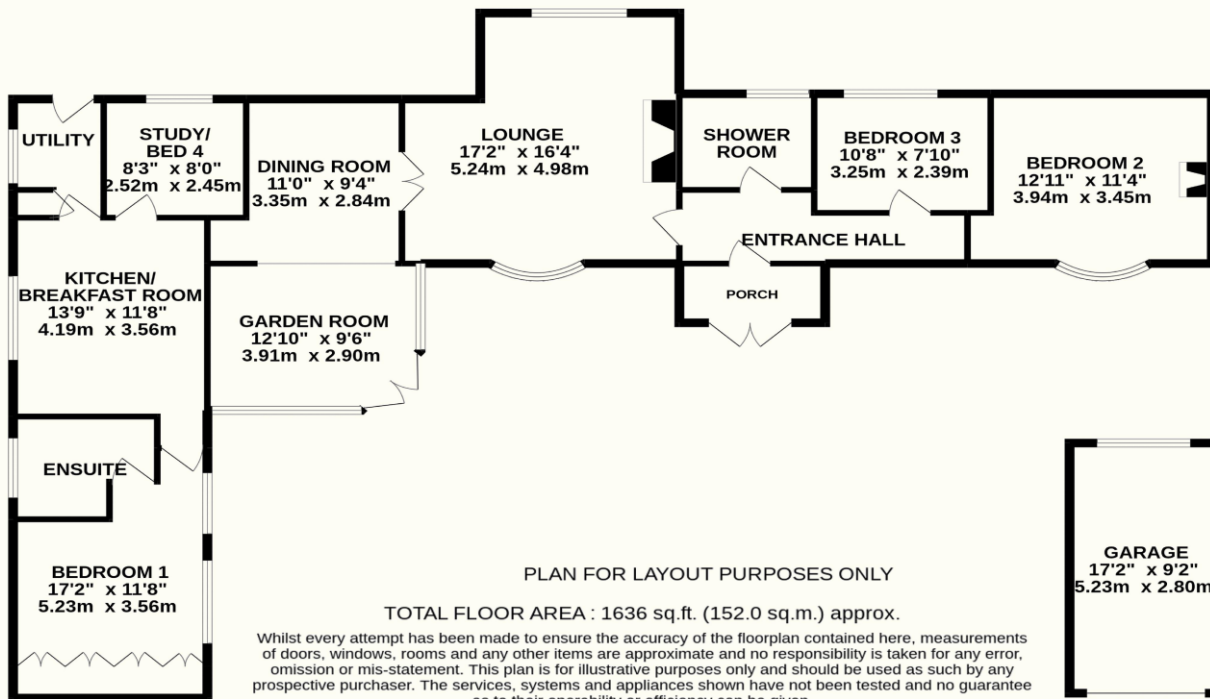 UTILITY
STUDY/
BED 4
8'3" x 8'0"
2.52m x 2.45m
DINING ROOM
11'0" x 9'4"
3.35m x 2.84m
LOUNGE
17'2" x 16'4"
5.24m x 4.98m
SHOWER
ROOM
BEDROOM 3
10'8" x 7'10"
3.25m x 2.39m
BEDROOM 2
12'11" x 11'4"
3.94m x 3.45m
ENTRANCE HALL
PORCH
KITCHEN/
BREAKFAST ROOM
13'9" x 11'8"
4.19m x 3.56m
GARDEN ROOM
12'10" x 9'6"
3.91m x 2.90m
ENSUITE
BEDROOM 1
17'2" x 11'8"
5.23m x 3.56m
GARAGE
17'2" x 9'2"
5.23m x 2.80m
PLAN FOR LAYOUT PURPOSES ONLY
TOTAL FLOOR AREA : 1636 sq.ft. (152.0 sq.m.) approx.
Whilst every attempt has been made to ensure the accuracy of the floorplan contained here, measurements
of doors, windows, rooms and any other items are approximate and no responsibility is taken for any error,
omission or mis-statement. This plan is for illustrative purposes only and should be used as such by any
prospective purchaser. The services, systems and appliances shown have not been tested and no guarantee
as to their operability or efficiency can be given